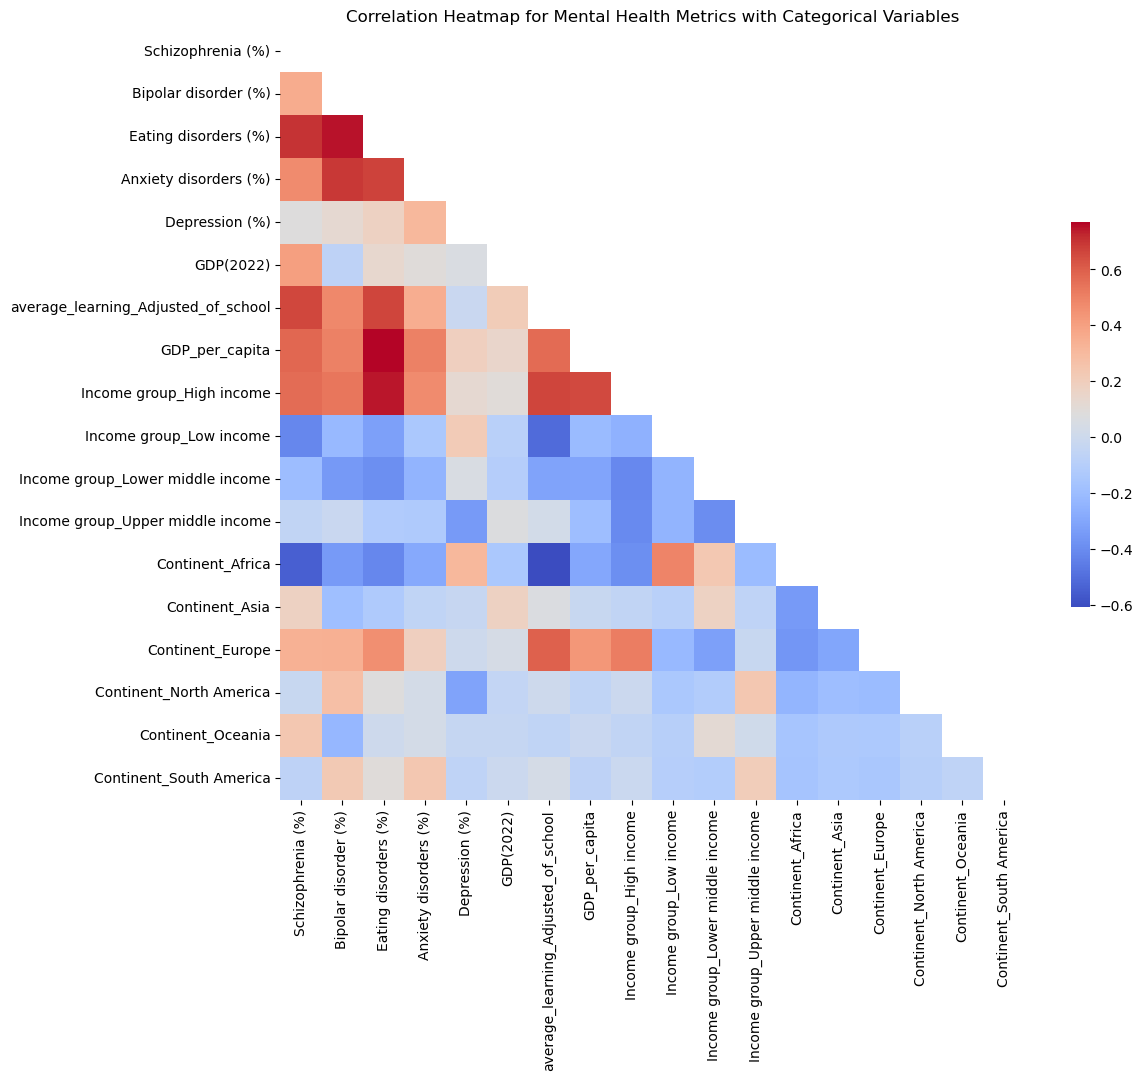 Correlation Heatmap for Mental Health Metrics with Categorical Variables
Schizophrenia (%)
Bipolar disorder (%)
Eating disorders (%)
Anxiety disorders (%)
Depression (%)
GDP(2022)
average_learning_Adjusted_of_school
GDP_per_capita
Income group_High income
Income group_Low income
Income group_Lower middle income
Income group_Upper middle income
Continent_Africa
Continent_Asia
Continent_Europe
Continent_North America
Continent_Oceania
Continent_South America
Schizophrenia (%)
Bipolar disorder (%)
Eating disorders (%)
Anxiety disorders (%)
Depression (%)
GDP(2022)
average_learning_Adjusted_of_school
GDP_per_capita
Income group_High income
Income group_Low income
Income group_Lower middle income
Income group_Upper middle income
Continent_Africa
Continent_Asia
Continent_Europe
Continent_North America
Continent_Oceania
Continent_South America
0.6
0.4
0.2
0.0
−0.2
−0.4
−0.6